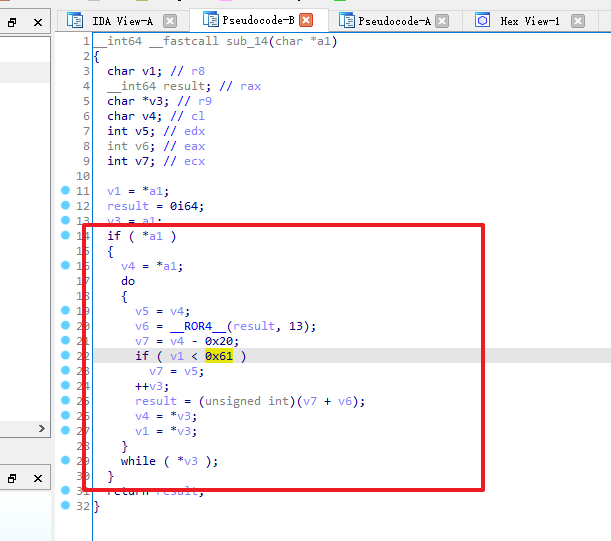 IDA View-A Pseudocode-B Pseudocode-A Hex View-1
1 __int64 __fastcall sub_14(char *a1)
2 {
3 char v1; // r8
4 __int64 result; // rax
5 char *v3; // r9
6 char v4; // cl
7 int v5; // edx
8 int v6; // eax
9 int v7; // ecx
10
11 v1 = *a1;
12 result = 0i64;
13 v3 = a1;
14 if ( *a1 )
15 {
16 v4 = *a1;
17 do
18 {
19 v5 = v4;
20 v6 = __ROR4__(result, 13);
21 v7 = v4 - 0x20;
22 if ( v1 < 0x61 )
23 v7 = v5;
24 ++v3;
25 result = (unsigned int)(v7 + v6);
26 v4 = *v3;
27 v1 = *v3;
28 }
29 while ( *v3 );
30 }
31 return result;
32 }